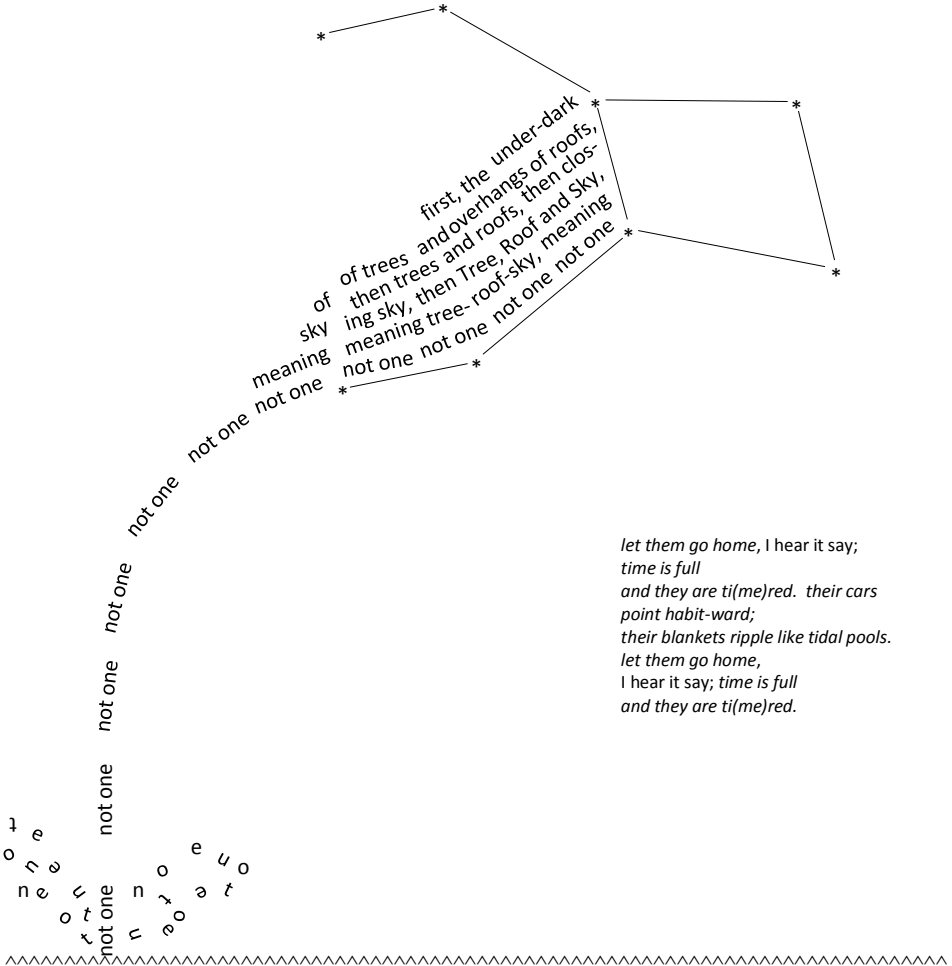 first, the under-dark
of trees and overhangs of roofs,
of then trees and roofs, then clos-
sky ing sky, then Tree, Roof and Sky,
meaning meaning tree- roof-sky, meaning
not one not one not one not one not one
not one
not one
not one
not one
not one
not one
let them go home, I hear it say;
time is full
and they are ti(me)red. their cars
point habit-ward;
their blankets ripple like tidal pools.
let them go home,
I hear it say; time is full
and they are ti(me)red.
t e
o n e
n e u
o t
t
n o e u o
t e t
u e o